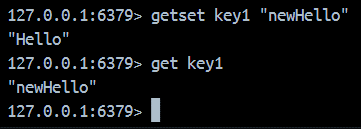 127.0.0.1:6379> getset key1 "newHello"
"Hello"
127.0.0.1:6379> get key1
"newHello"
127.0.0.1:6379>